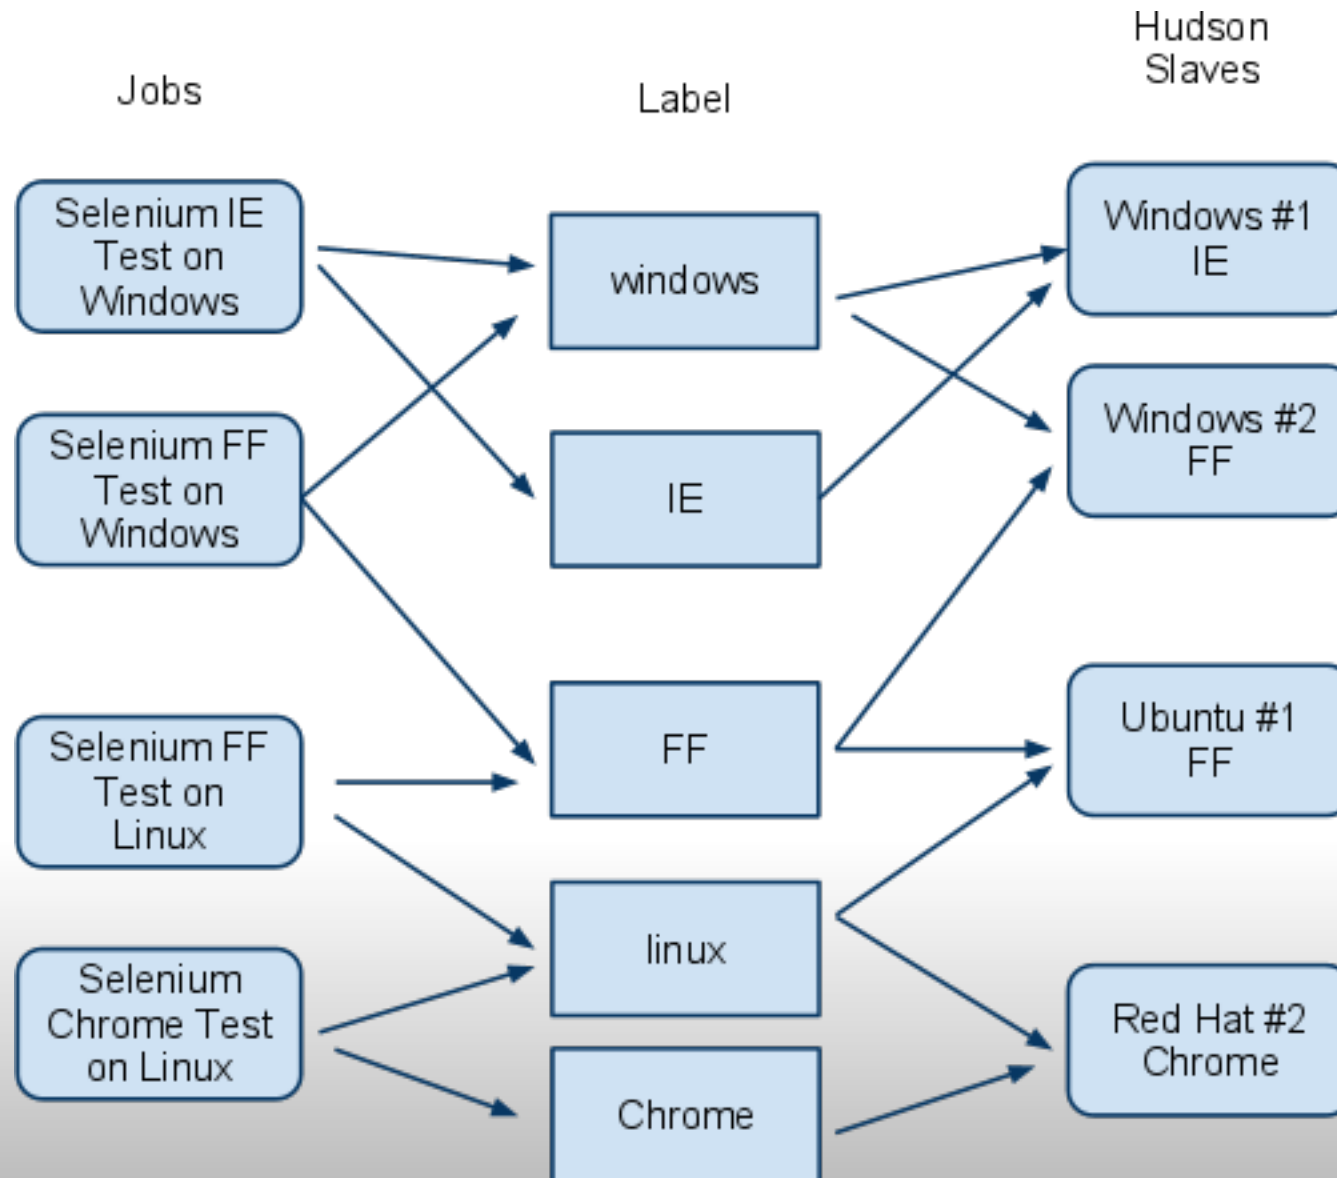 Jobs
Label
Hudson
Slaves
Selenium IE
Test on
Windows
Selenium FF
Test on
Windows
Selenium FF
Test on
Linux
Selenium
Chrome Test
on Linux
windows
IE
FF
linux
Chrome
Windows #1
IE
Windows #2
FF
Ubuntu #1
FF
Red Hat #2
Chrome